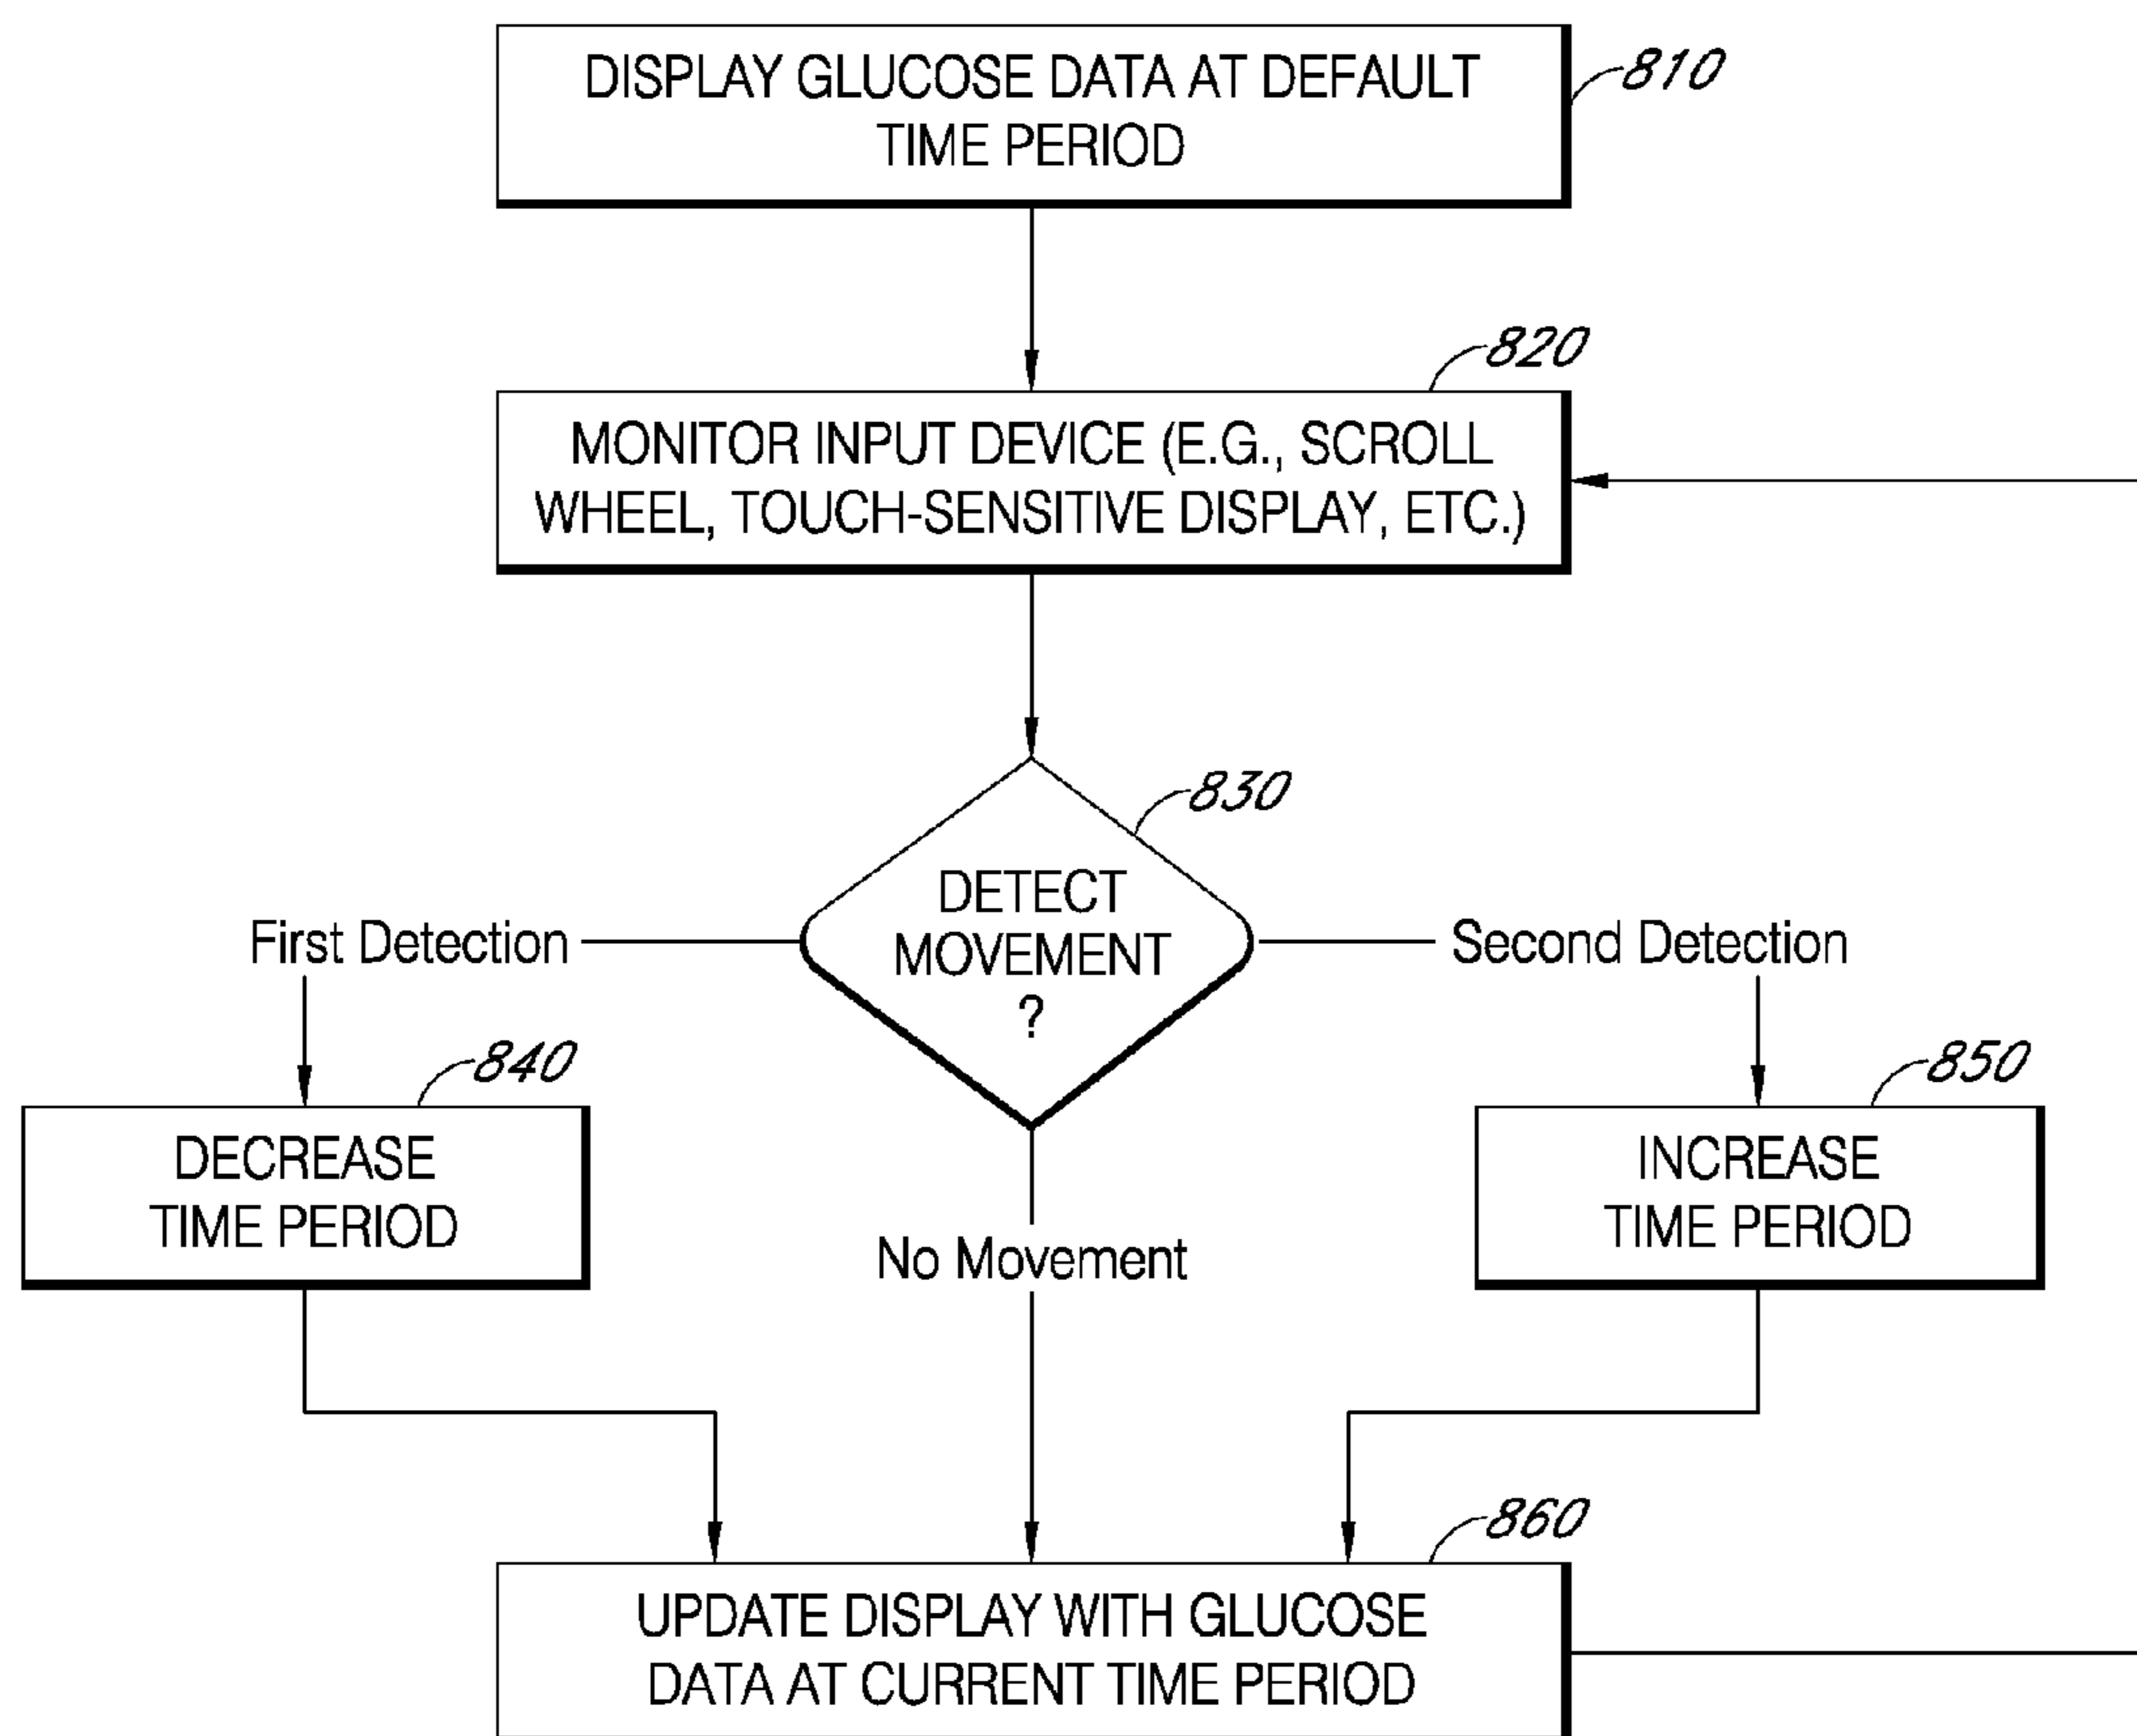 DISPLAY GLUCOSE DATA AT DEFAULT
TIME PERIOD
810
820
MONITOR INPUT DEVICE (E.G., SCROLL
WHEEL, TOUCH-SENSITIVE DISPLAY, ETC.)
830
DETECT
MOVEMENT
?
First Detection
Second Detection
840
DECREASE
TIME PERIOD
No Movement
850
INCREASE
TIME PERIOD
860
UPDATE DISPLAY WITH GLUCOSE
DATA AT CURRENT TIME PERIOD